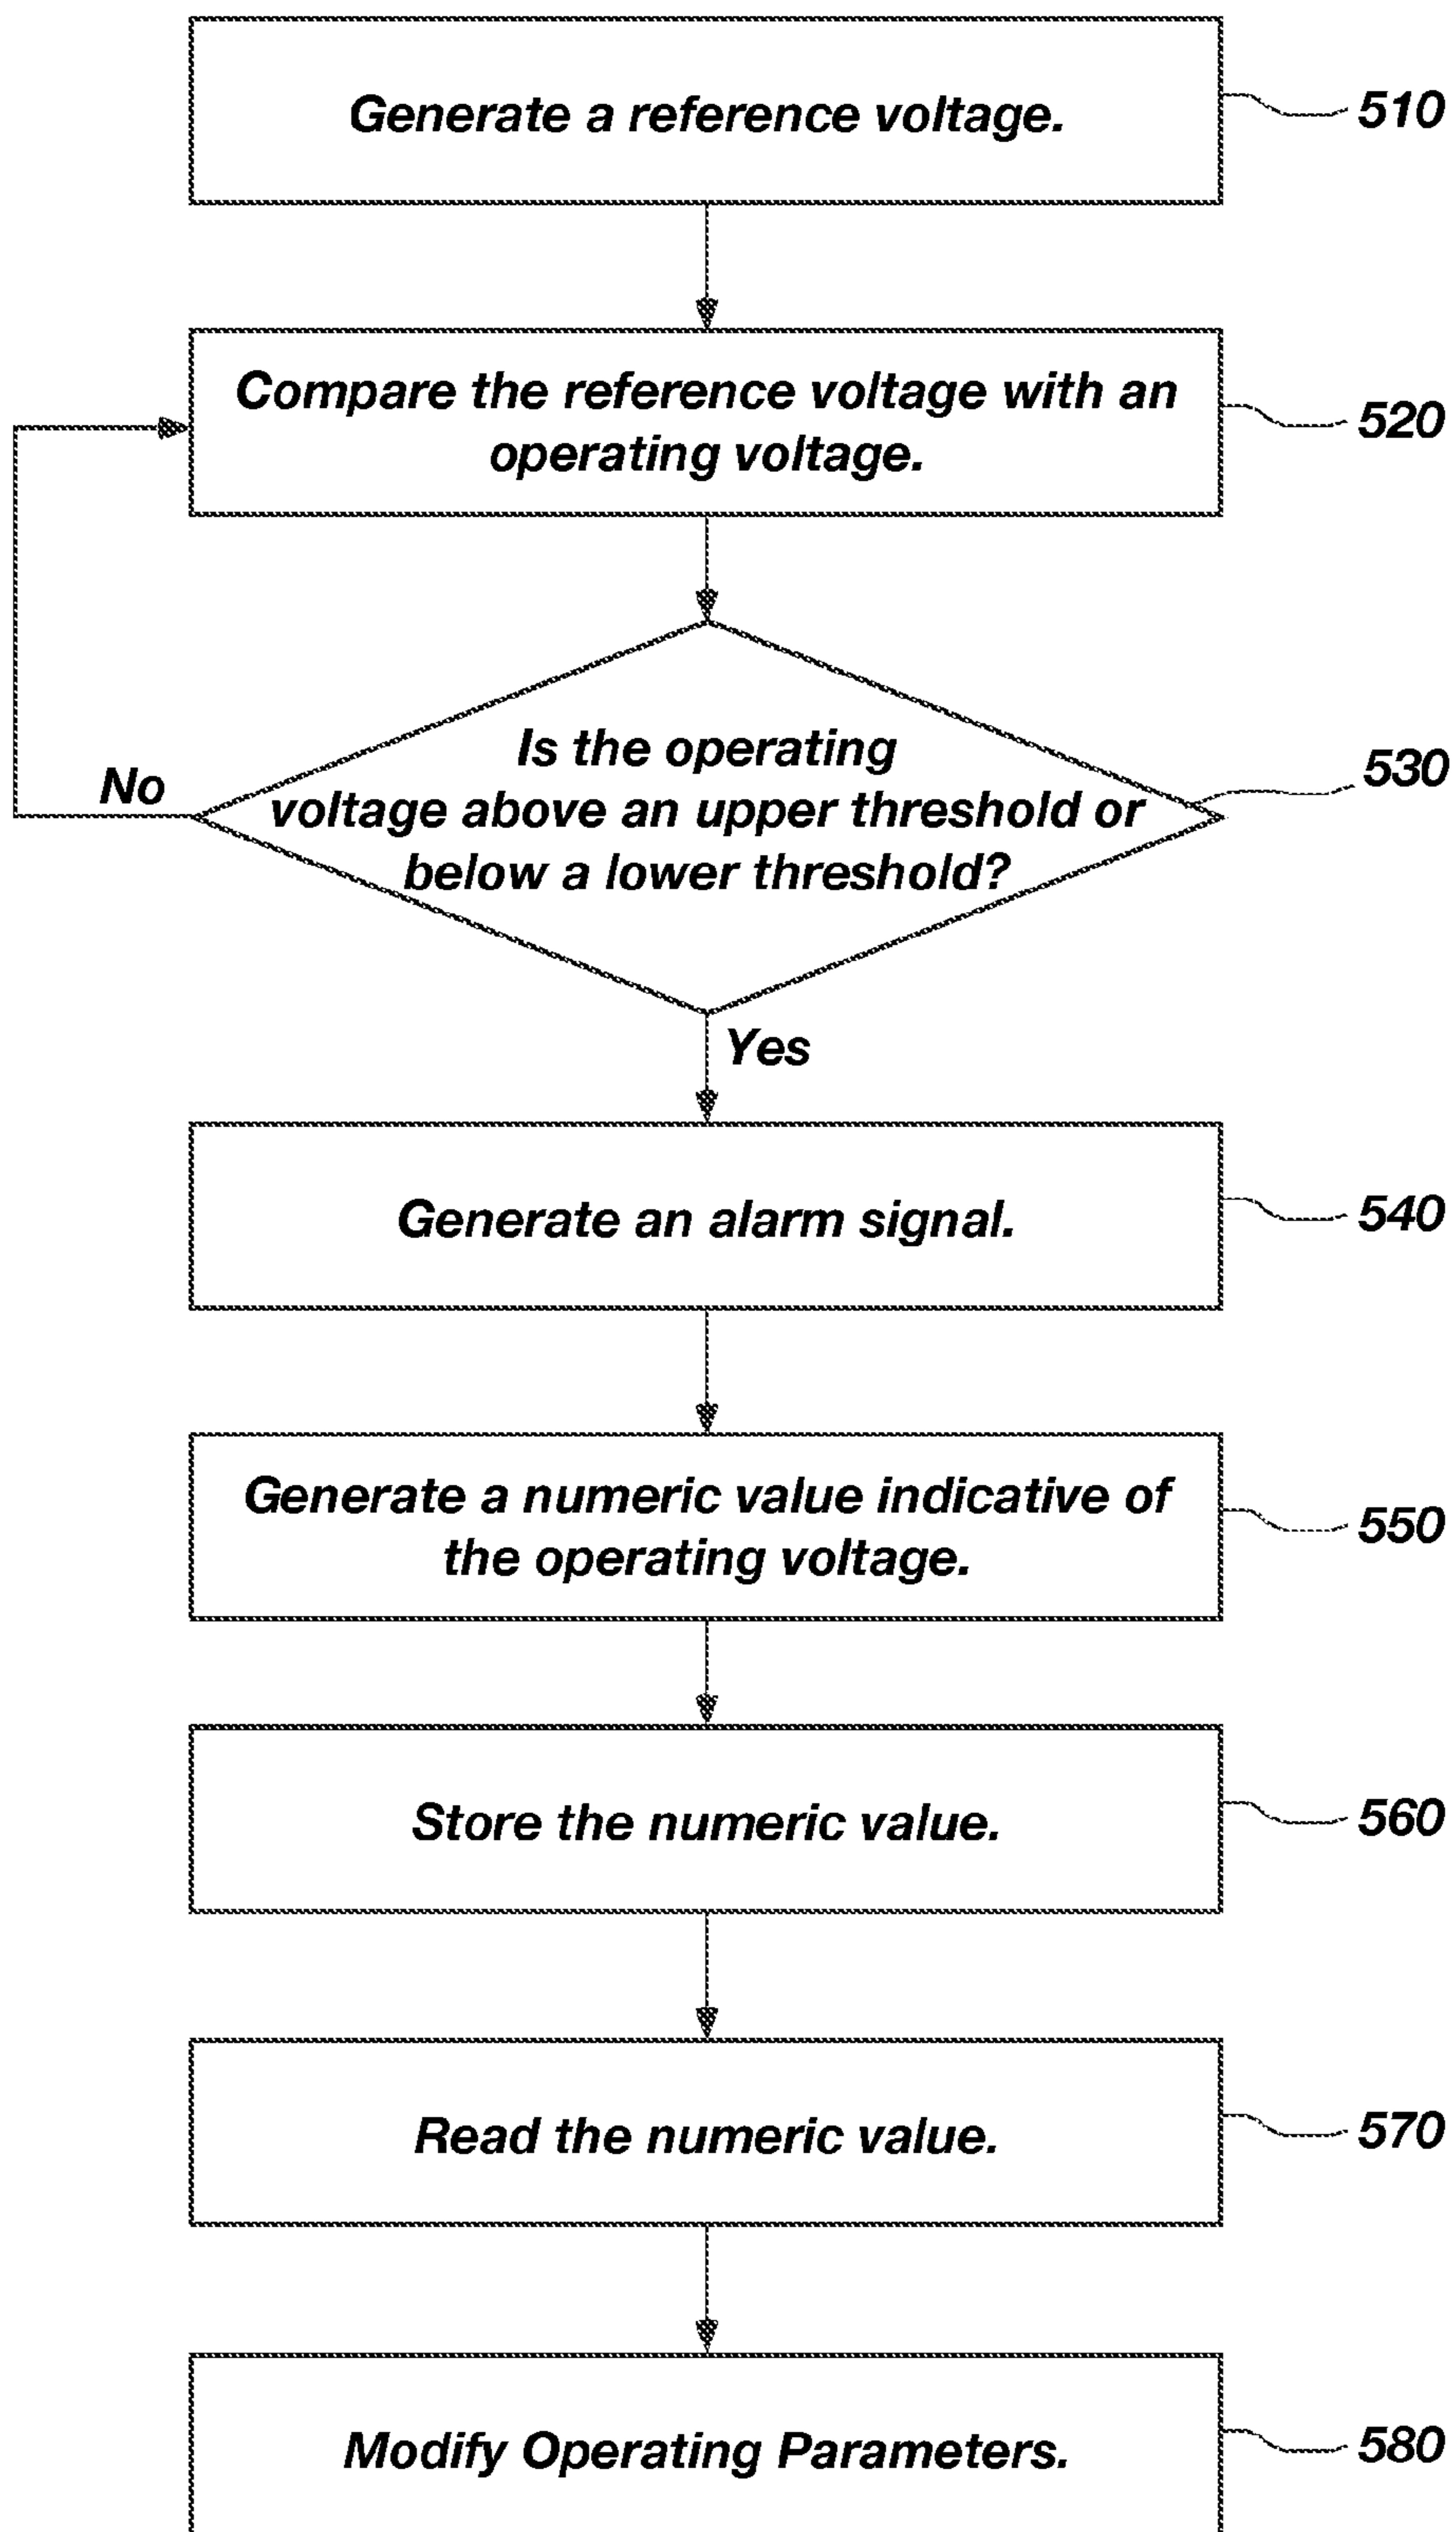 Generate a reference voltage.
510
Compare the reference voltage with an
operating voltage.
520
Is the operating
voltage above an upper threshold or
below a lower threshold?
530
No
Yes
Generate an alarm signal.
540
Generate a numeric value indicative of
the operating voltage.
550
Store the numeric value.
560
Read the numeric value.
570
Modify Operating Parameters.
580